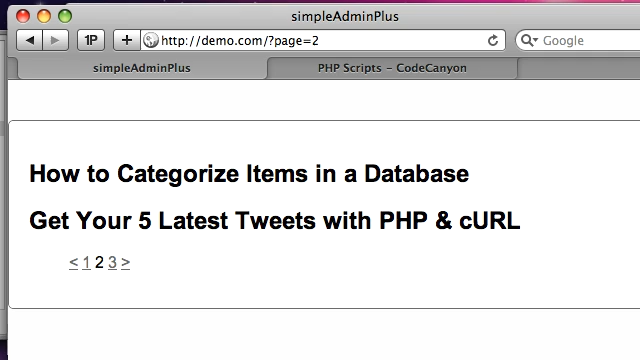 simpleAdminPlus
1P + http://demo.com/?page=2 Google
simpleAdminPlus PHP Scripts – CodeCanyon
How to Categorize Items in a Database
Get Your 5 Latest Tweets with PHP & cURL
< 1 2 3 >